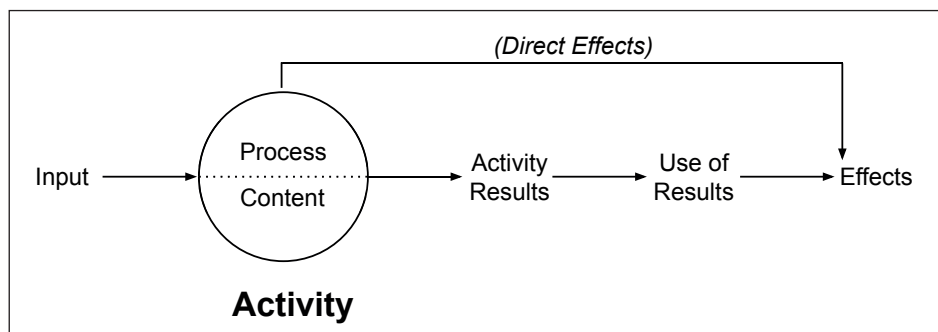 (Direct Effects)
Process
Input
Content
Activity
Results
Use of
Results
Effects
Activity